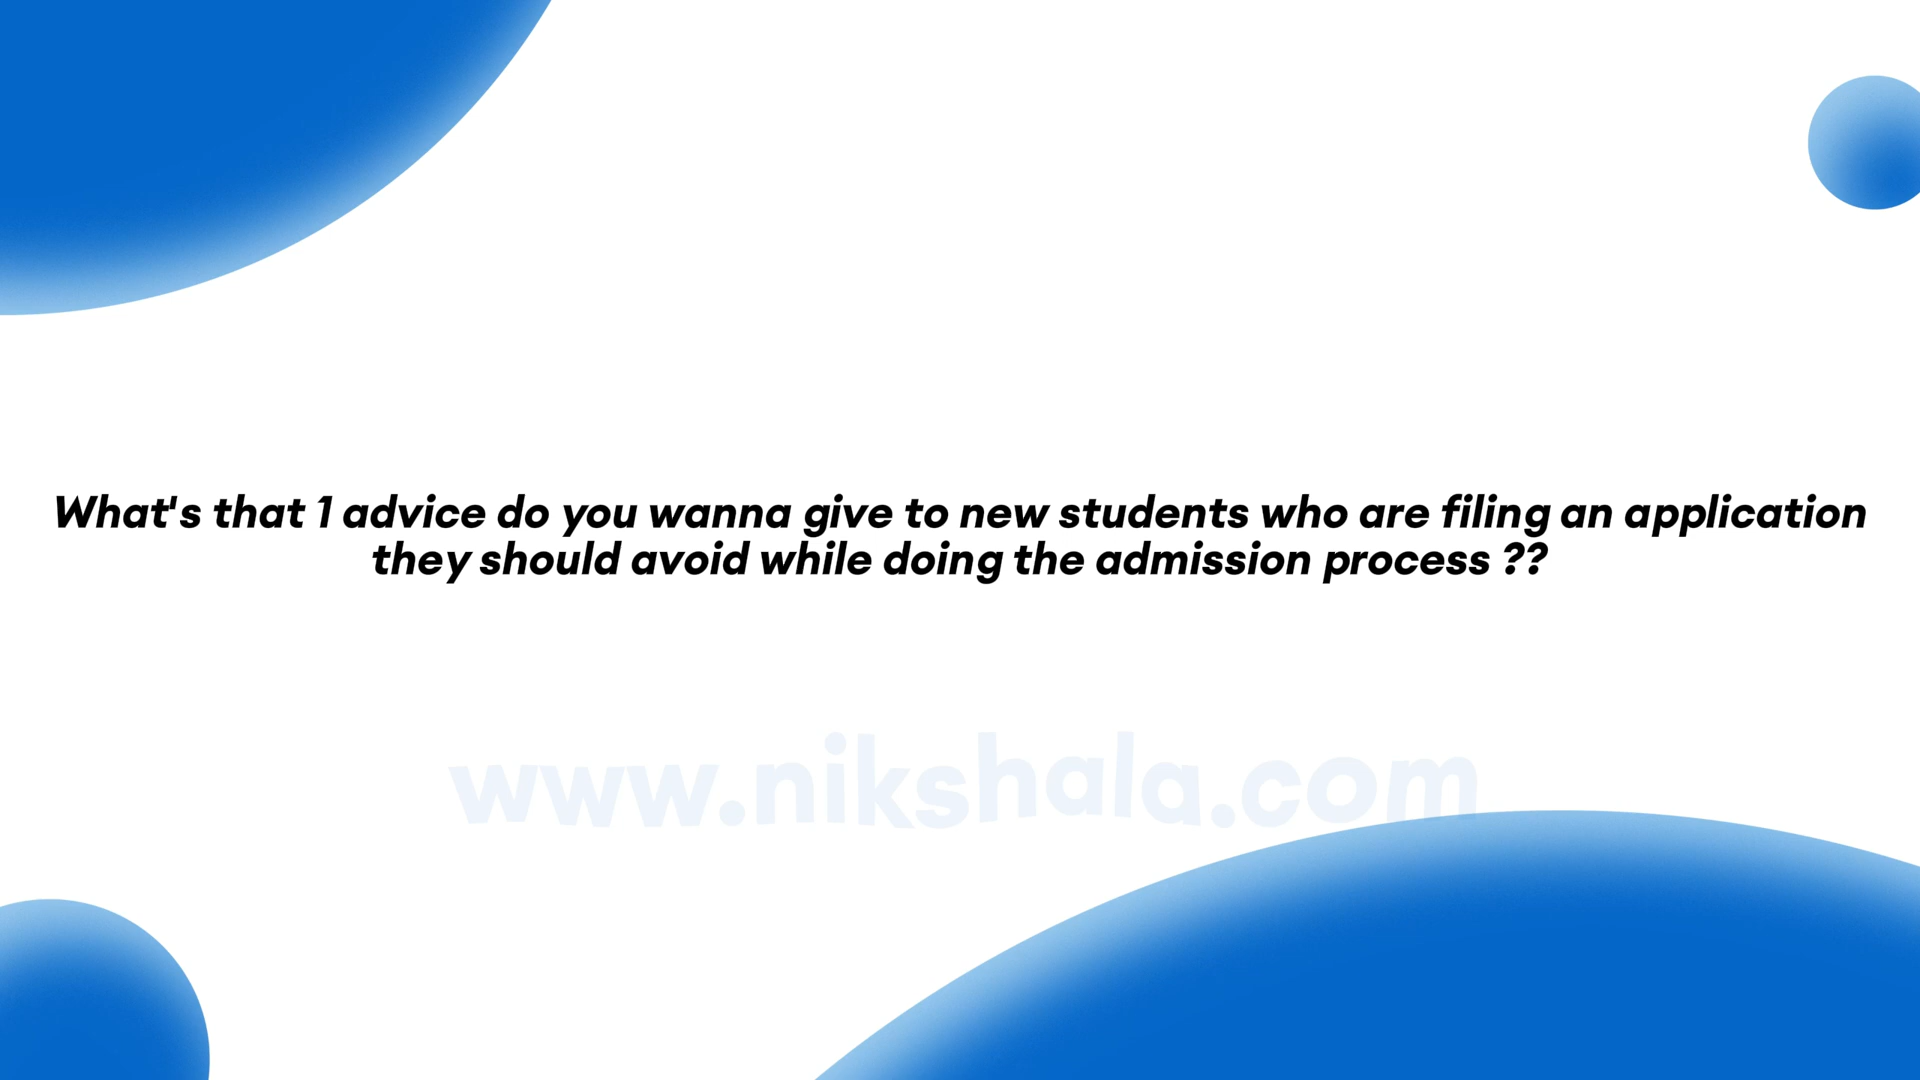 What's that 1 advice do you wanna give to new students who are filing an application
they should avoid while doing the admission process ??
www.nikshala.com